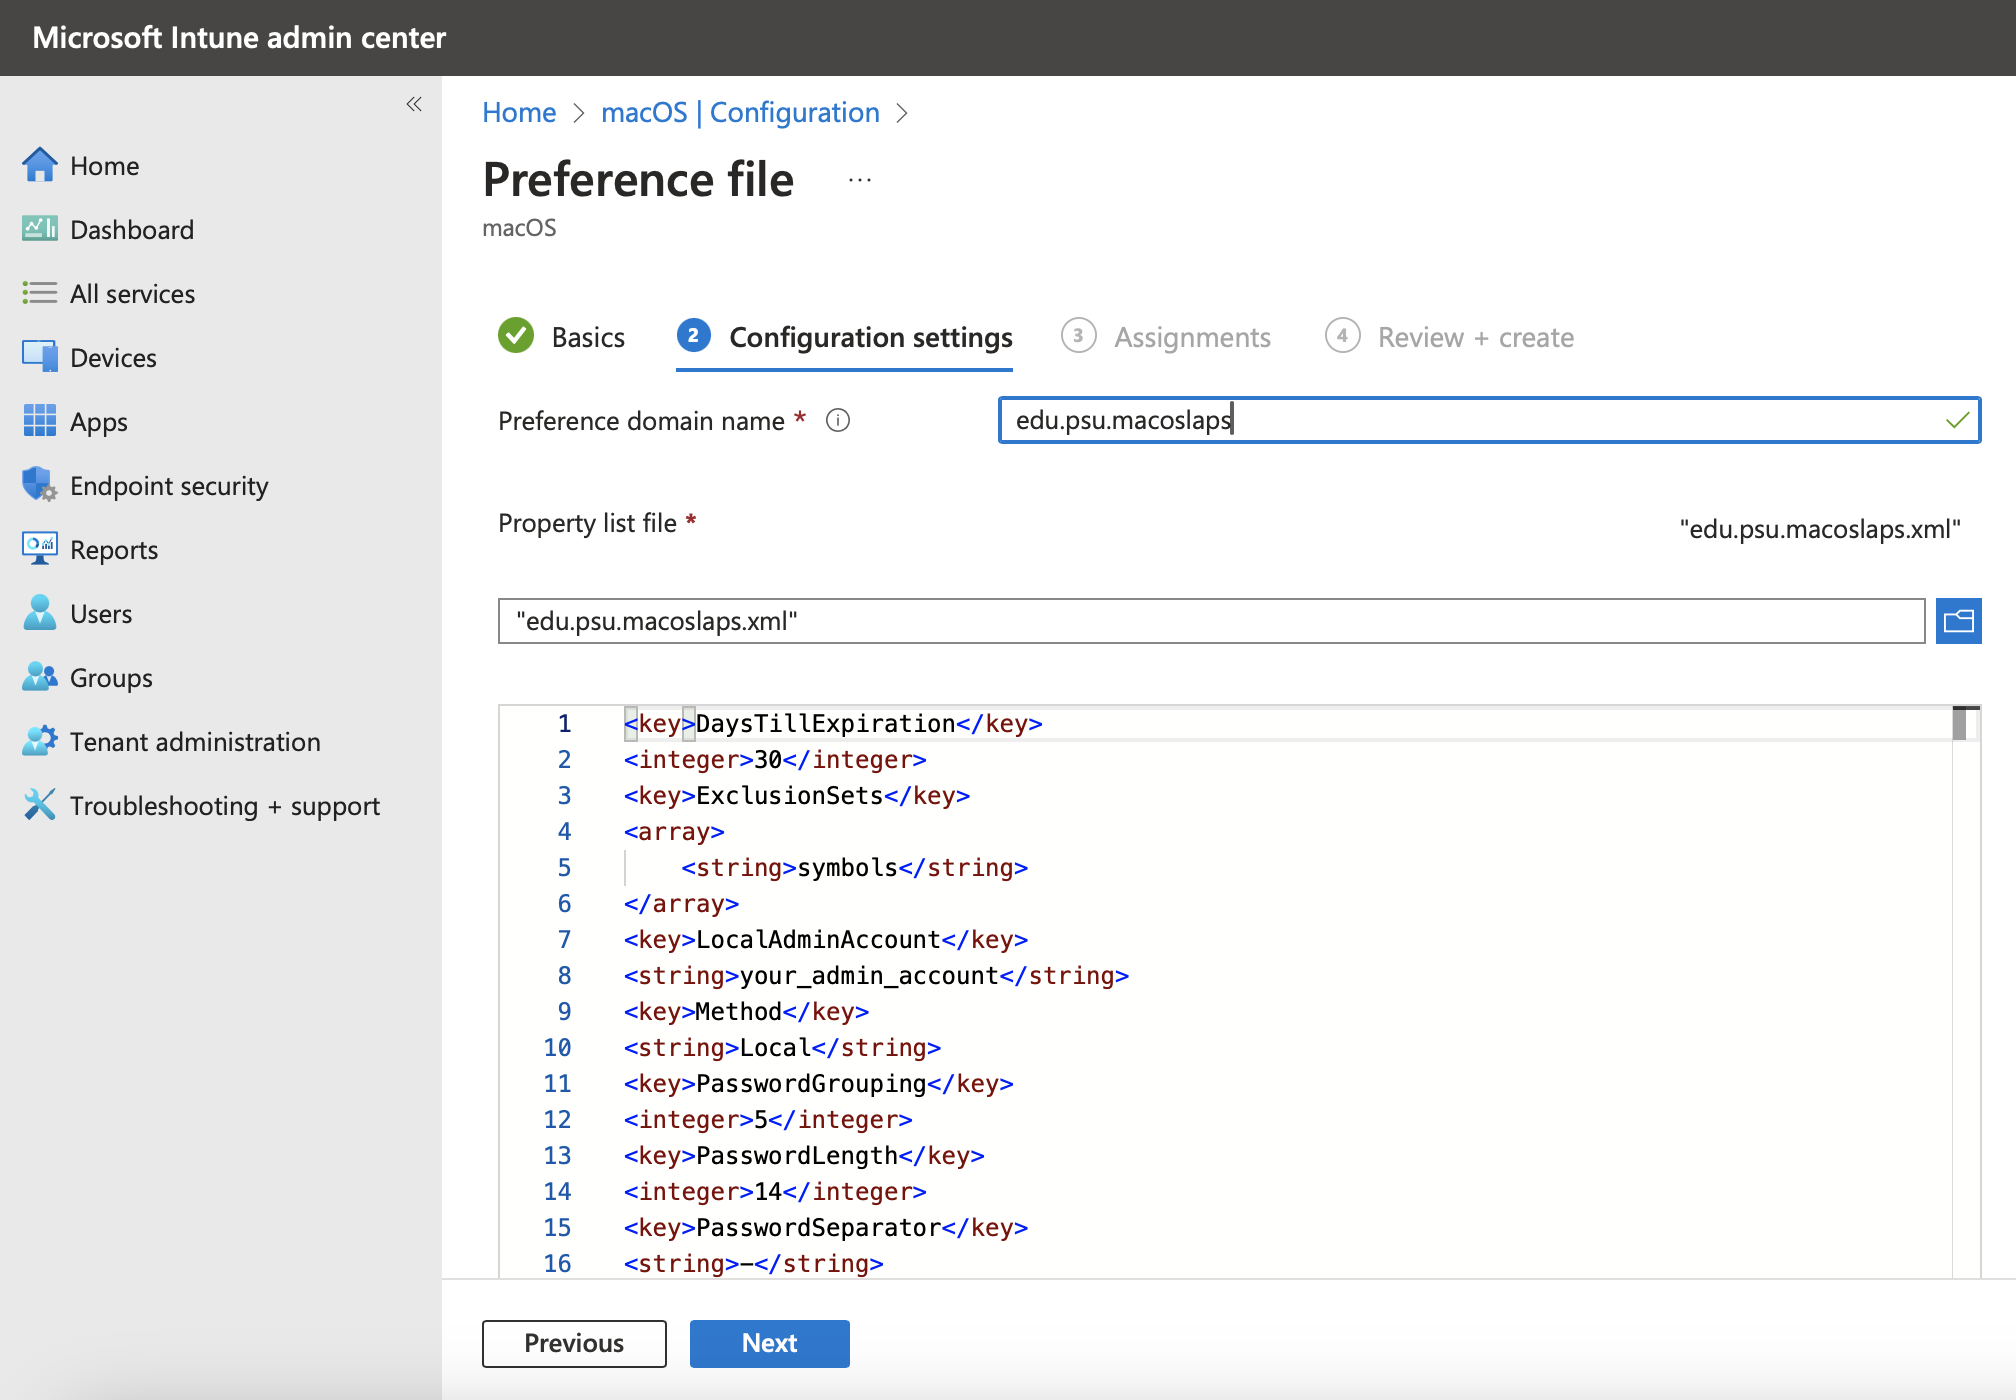 Microsoft Intune admin center
Home
Dashboard
All services
Devices
Apps
Endpoint security
Reports
Users
Groups
Tenant administration
Troubleshooting + support
Home > macOS | Configuration >
Preference file ...
macOS
Basics
2 Configuration settings
3 Assignments
4 Review + create
Preference domain name *
edu.psu.macoslaps
Property list file *
"edu.psu.macoslaps.xml"
"edu.psu.macoslaps.xml"
1 <key>DaysTillExpiration</key>
2 <integer>30</integer>
3 <key>ExclusionSets</key>
4 <array>
5     <string>symbols</string>
6 </array>
7 <key>LocalAdminAccount</key>
8 <string>your_admin_account</string>
9 <key>Method</key>
10 <string>Local</string>
11 <key>PasswordGrouping</key>
12 <integer>5</integer>
13 <key>PasswordLength</key>
14 <integer>14</integer>
15 <key>PasswordSeparator</key>
16 <string>-</string>
Previous
Next